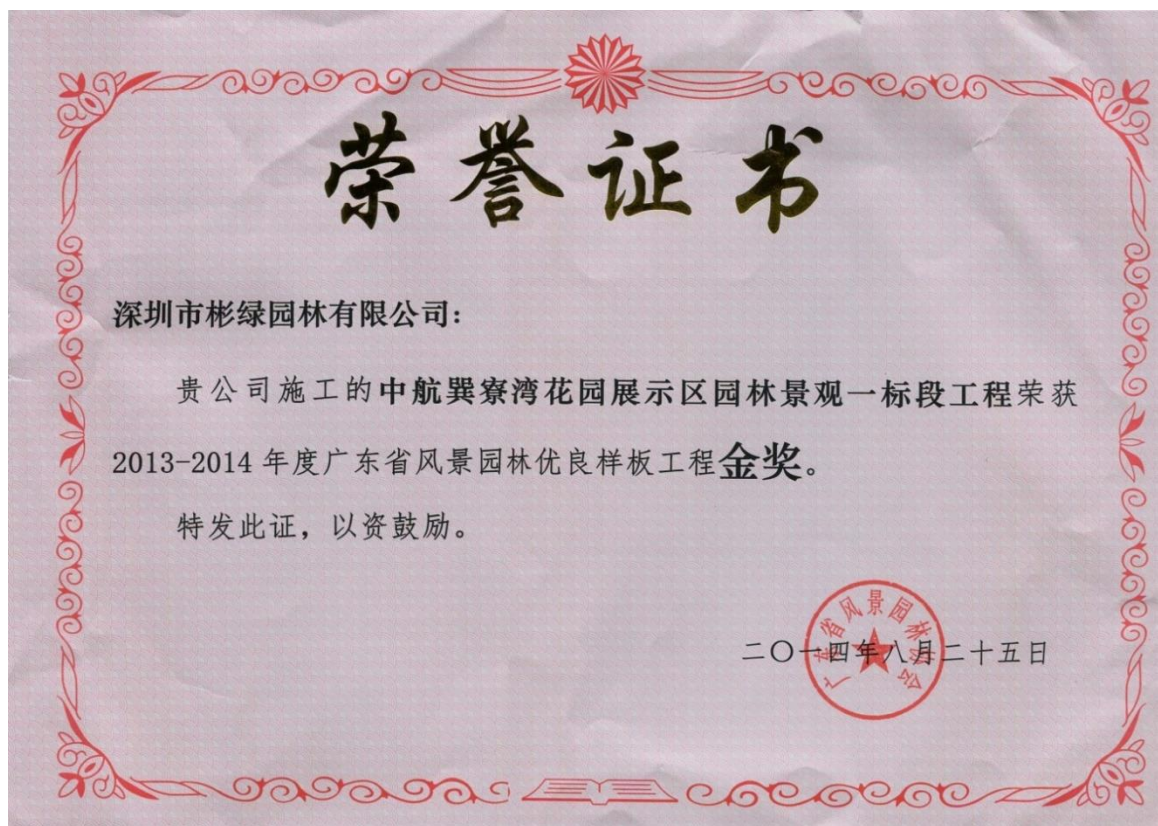 荣誉证书
深圳市彬绿园林有限公司：
贵公司施工的中航巽寮湾花园展示区园林景观一标段工程荣获
2013-2014 年度广东省风景园林优良样板工程金奖。
特发此证，以资鼓励。
广东省风景园林协会
二〇一四年八月二十五日